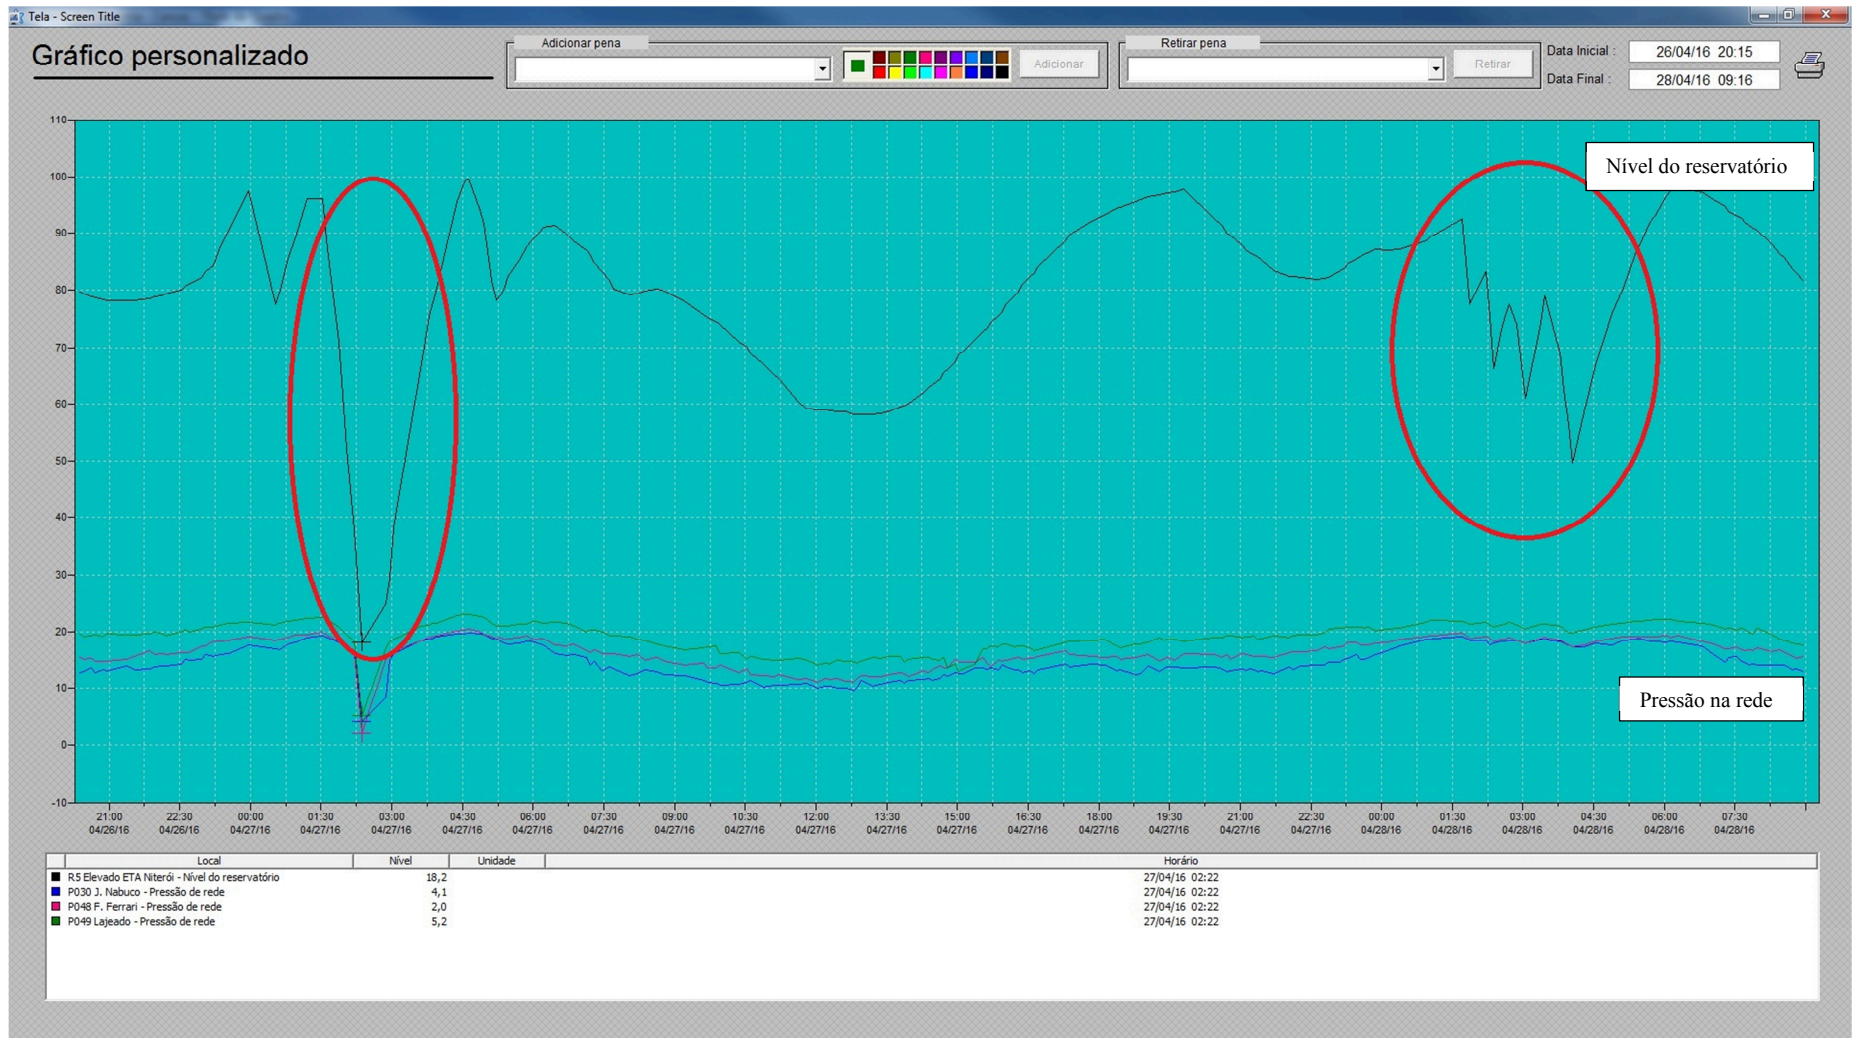 Tela - Screen Title
Gráfico personalizado
Adicionar pena
Adicionar
Retirar pena
Retirar
Data Inicial :
26/04/16 20:15
Data Final :
28/04/16 09:16
Nível do reservatório
Pressão na rede
110
100
90
80
70
60
50
40
30
20
10
0
-10
21:00 22:30 00:00 01:30 03:00 04:30 06:00 07:30 09:00 10:30 12:00 13:30 15:00 16:30 18:00 19:30 21:00 22:30 00:00 01:30 03:00 04:30 06:00 07:30
04/26/16 04/26/16 04/27/16 04/27/16 04/27/16 04/27/16 04/27/16 04/27/16 04/27/16 04/27/16 04/27/16 04/27/16 04/27/16 04/27/16 04/27/16 04/27/16 04/27/16 04/27/16 04/28/16 04/28/16 04/28/16 04/28/16 04/28/16 04/28/16
Local Nível Unidade Horário
R5 Elevado ETA Niterói - Nível do reservatório 18,2 27/04/16 02:22
P030 J. Nabuco - Pressão de rede 4,1 27/04/16 02:22
P048 F. Ferrari - Pressão de rede 2,0 27/04/16 02:22
P049 Lajeado - Pressão de rede 5,2 27/04/16 02:22